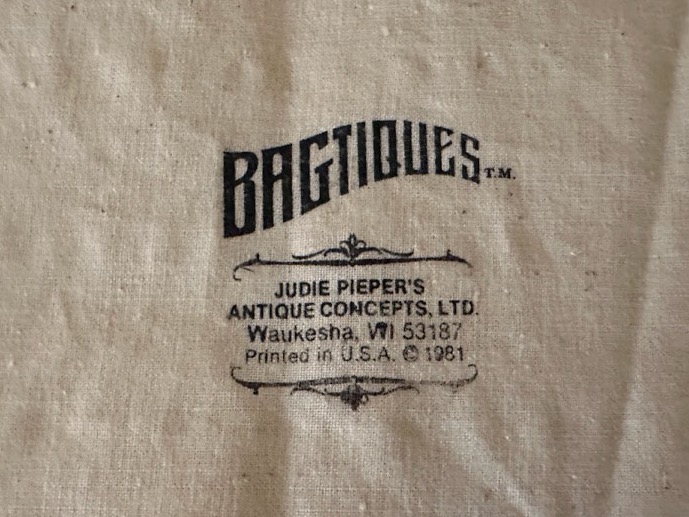 BAGTIQUES T.M.
JUDIE PIEPER'S
ANTIQUE CONCEPTS, LTD.
Waukesha, WI 53187
Printed in U.S.A. © 1981